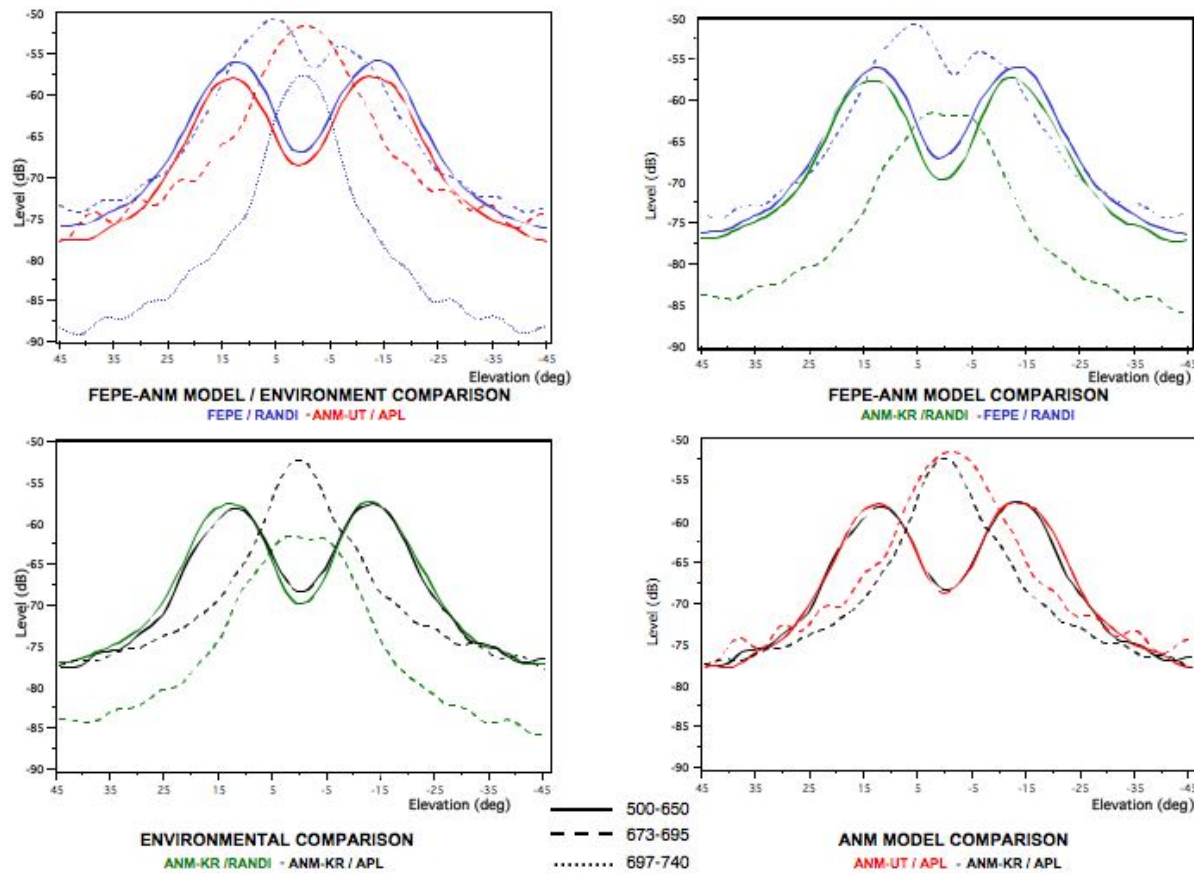 -50
-55
-60
-65
-70
-75
-80
-85
-90
Level (dB)
45 35 25 15 5 -5 -15 -25 -35 -45
Elevation (deg)
FEPE-ANM MODEL / ENVIRONMENT COMPARISON
FEPE / RANDI - ANM-UT / APL
-50
-55
-60
-65
-70
-75
-80
-85
-90
Level (dB)
45 35 25 15 5 -5 -15 -25 -35 -45
Elevation (deg)
FEPE-ANM MODEL COMPARISON
ANM-KR /RANDI - FEPE / RANDI
-50
-55
-60
-65
-70
-75
-80
-85
-90
Level (dB)
45 35 25 15 5 -5 -15 -25 -35 -45
Elevation (deg)
ENVIRONMENTAL COMPARISON
ANM-KR /RANDI - ANM-KR / APL
500-650
673-695
697-740
-50
-55
-60
-65
-70
-75
-80
-85
-90
Level (dB)
45 35 25 15 5 -5 -15 -25 -35 -45
Elevation (deg)
ANM MODEL COMPARISON
ANM-UT / APL - ANM-KR / APL